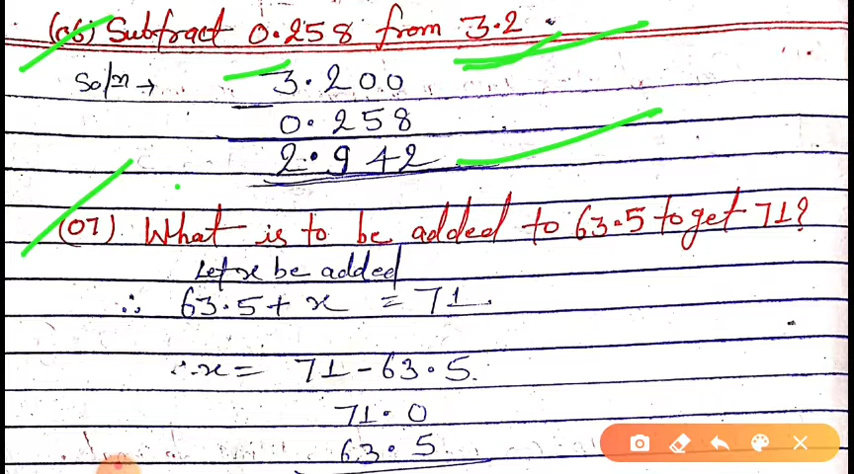 (06) Subtract 0.258 from 3.2.
Soln → 3.200
0.258
2.942
(07). What is to be added to 63.5 to get 71?
Let x be added
∴ 63.5 + x = 71.
∴ x = 71 - 63.5.
71.0
63.5